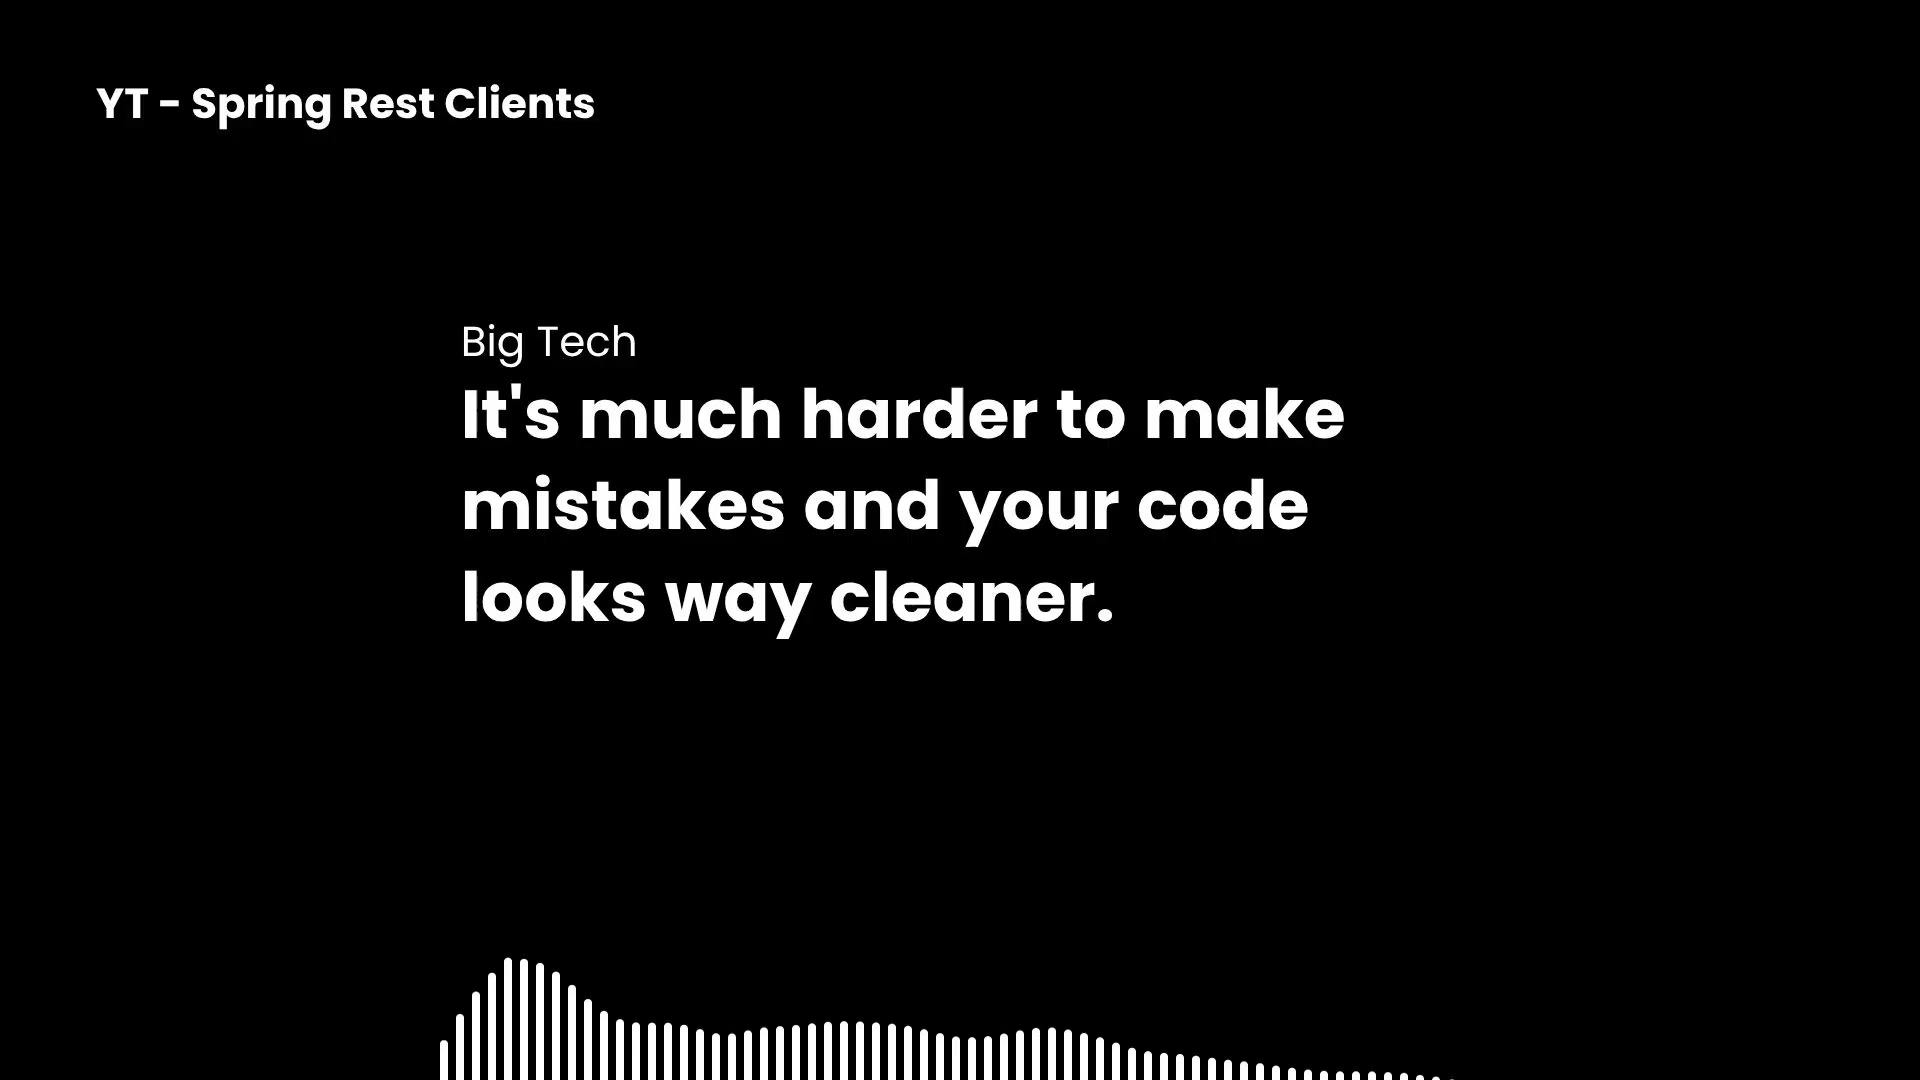 YT - Spring Rest Clients
Big Tech
It's much harder to make
mistakes and your code
looks way cleaner.